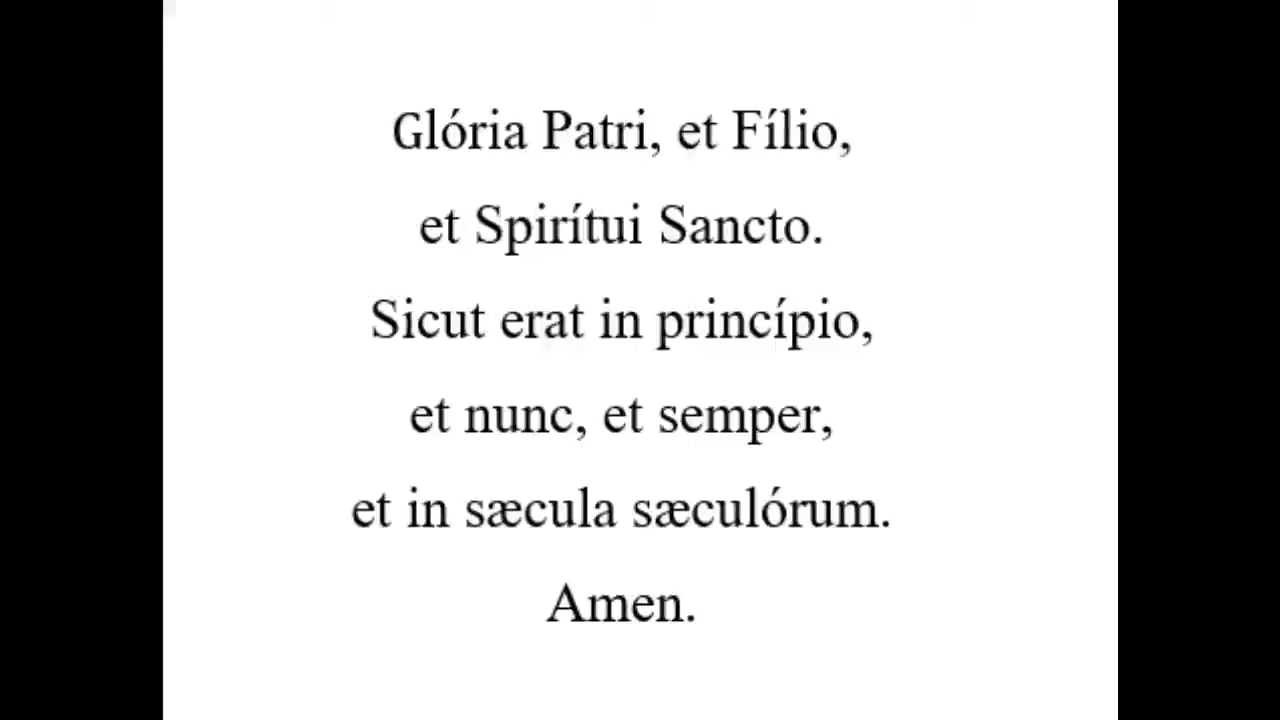 Glória Patri, et Fílio,
et Spirítui Sancto.
Sicut erat in princípio,
et nunc, et semper,
et in sæcula sæculórum.
Amen.